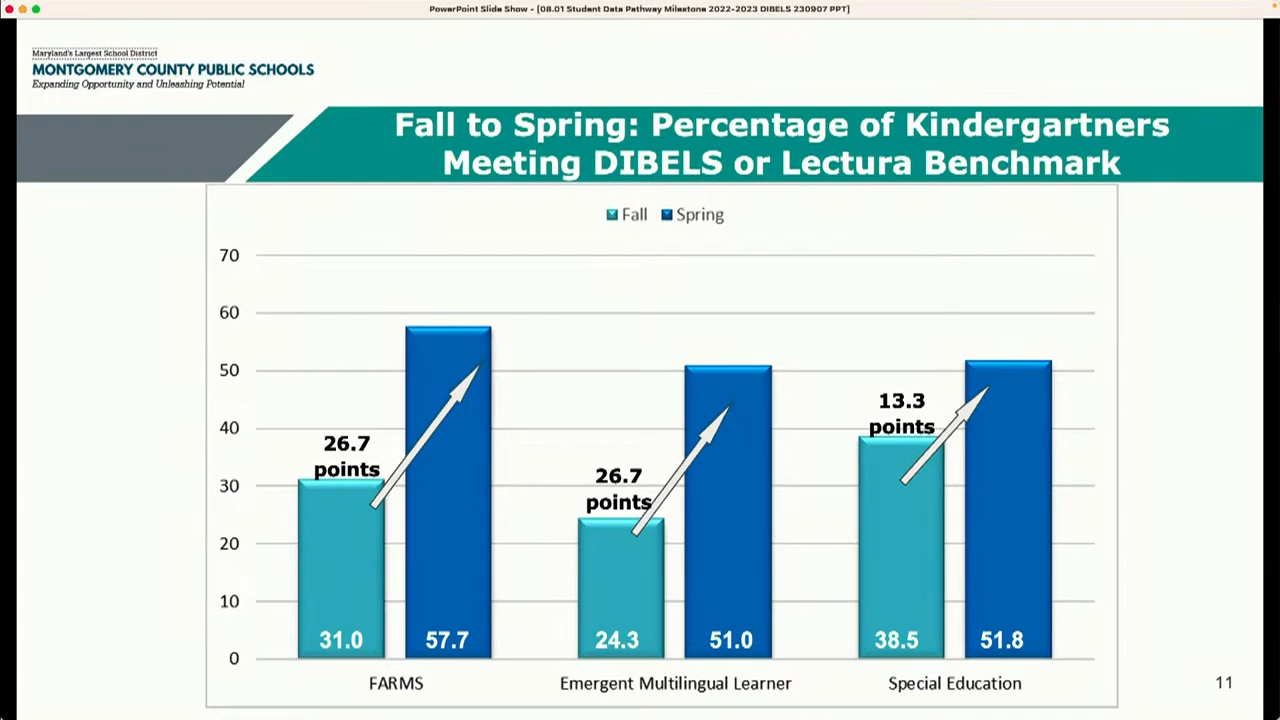 PowerPoint Slide Show - [08.01 Student Data Pathway Milestone 2022-2023 DIBELS 230907 PPT]
Maryland's Largest School District
MONTGOMERY COUNTY PUBLIC SCHOOLS
Expanding Opportunity and Unleashing Potential
Fall to Spring: Percentage of Kindergartners
Meeting DIBELS or Lectura Benchmark
Fall Spring
70
60
50
40
30
20
10
0
26.7
points
26.7
points
13.3
points
31.0 57.7 24.3 51.0 38.5 51.8
FARMS Emergent Multilingual Learner Special Education
11